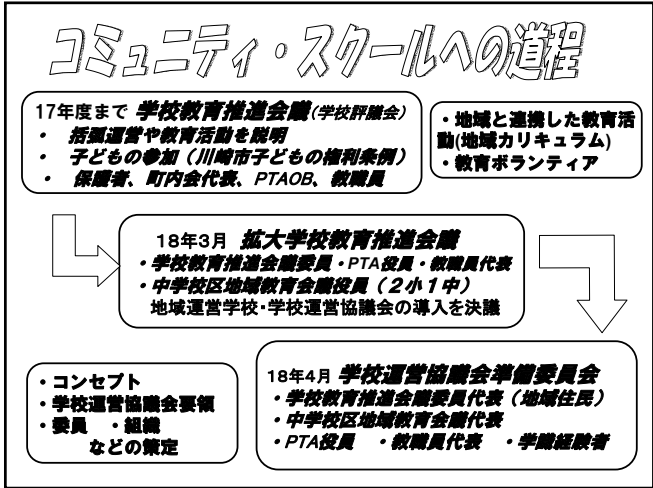 コミュニティ・スクールへの道程
17年度まで 学校教育推進会議(学校評議会)
・ 括弧運営や教育活動を説明
・ 子どもの参加（川崎市子どもの権利条例）
・ 保護者、町内会代表、PTAOB、教職員
・地域と連携した教育活
動(地域カリキュラム)
・教育ボランティア
18年3月 拡大学校教育推進会議
・学校教育推進会議委員・PTA役員・教職員代表
・中学校区地域教育会議役員（２小１中）
地域運営学校・学校運営協議会の導入を決議
・コンセプト
・学校運営協議会要領
・委員 ・組織
などの策定
18年4月 学校運営協議会準備委員会
・学校教育推進会議委員代表（地域住民）
・中学校区地域教育会議代表
・PTA役員 ・教職員代表 ・学識経験者